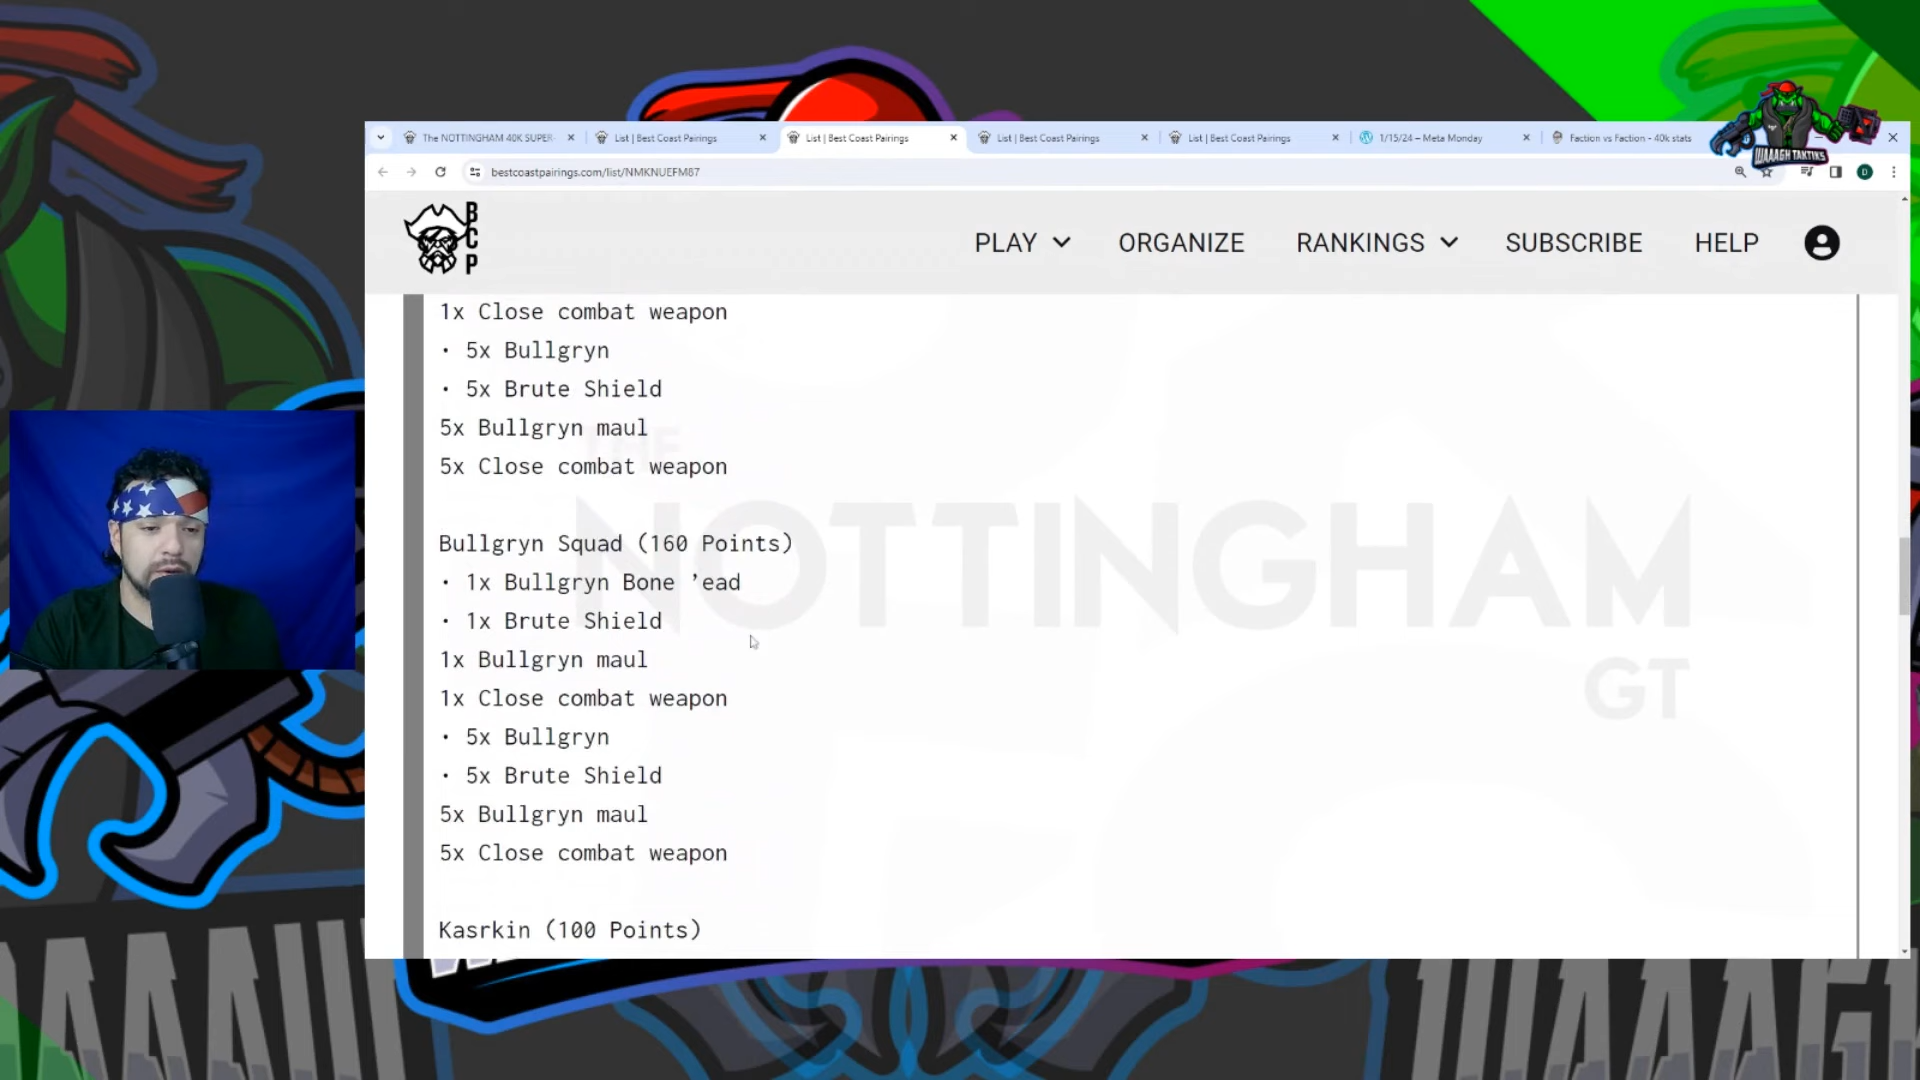 The NOTTINGHAM 40K SUPER-
List | Best Coast Pairings
List | Best Coast Pairings
List | Best Coast Pairings
List | Best Coast Pairings
1/15/24 – Meta Monday
Faction vs Faction - 40k stats
WAAAGH TAKTIKS
bestcoastpairings.com/list/NMKNUEFM87
D
BCP
PLAY
ORGANIZE
RANKINGS
SUBSCRIBE
HELP
1x Close combat weapon
• 5x Bullgryn
• 5x Brute Shield
5x Bullgryn maul
5x Close combat weapon
Bullgryn Squad (160 Points)
• 1x Bullgryn Bone ’ead
• 1x Brute Shield
1x Bullgryn maul
1x Close combat weapon
• 5x Bullgryn
• 5x Brute Shield
5x Bullgryn maul
5x Close combat weapon
Kasrkin (100 Points)
THE
NOTTINGHAM
GT